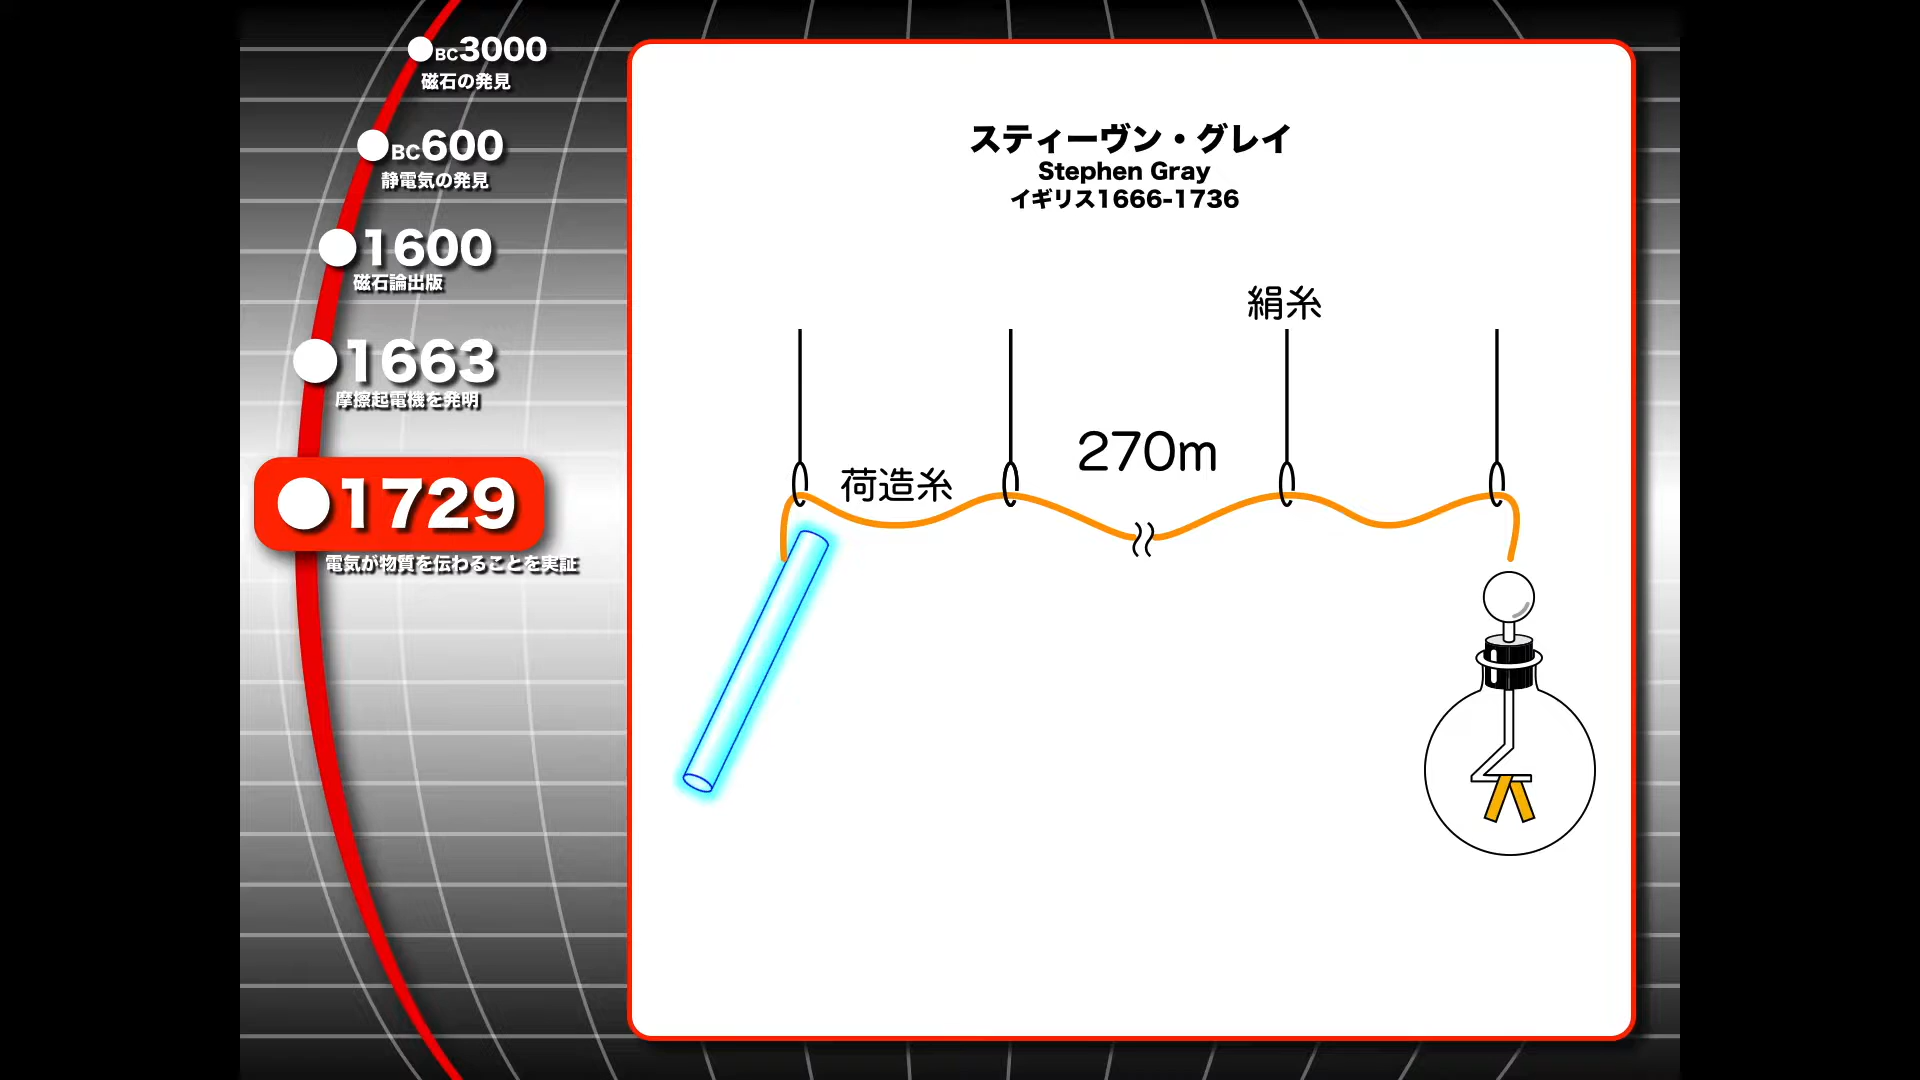 BC3000
磁石の発見
BC600
静電気の発見
1600
磁石論出版
1663
摩擦起電機を発明
1729
電気が物質を伝わることを実証
スティーヴン・グレイ
Stephen Gray
イギリス1666-1736
絹糸
270m
荷造糸